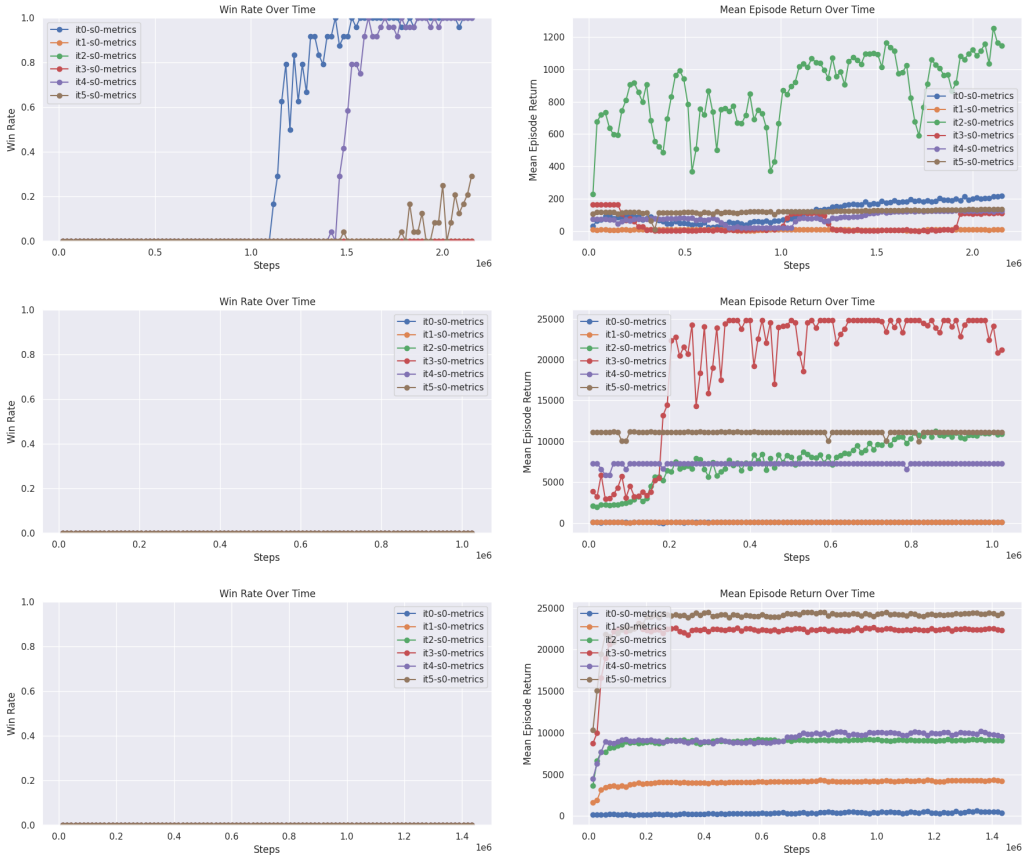 Win Rate Over Time
Win Rate
1.0
0.8
0.6
0.4
0.2
0.0
it0-s0-metrics
it1-s0-metrics
it2-s0-metrics
it3-s0-metrics
it4-s0-metrics
it5-s0-metrics
0.0 0.5 1.0 1.5 2.0
1e6
Steps
Mean Episode Return Over Time
Mean Episode Return
1200
1000
800
600
400
200
0
it0-s0-metrics
it1-s0-metrics
it2-s0-metrics
it3-s0-metrics
it4-s0-metrics
it5-s0-metrics
0.0 0.5 1.0 1.5 2.0
1e6
Steps
Win Rate Over Time
Win Rate
1.0
0.8
0.6
0.4
0.2
0.0
it0-s0-metrics
it1-s0-metrics
it2-s0-metrics
it3-s0-metrics
it4-s0-metrics
it5-s0-metrics
0.0 0.2 0.4 0.6 0.8 1.0
1e6
Steps
Mean Episode Return Over Time
Mean Episode Return
25000
20000
15000
10000
5000
0
it0-s0-metrics
it1-s0-metrics
it2-s0-metrics
it3-s0-metrics
it4-s0-metrics
it5-s0-metrics
0.0 0.2 0.4 0.6 0.8 1.0
1e6
Steps
Win Rate Over Time
Win Rate
1.0
0.8
0.6
0.4
0.2
0.0
it0-s0-metrics
it1-s0-metrics
it2-s0-metrics
it3-s0-metrics
it4-s0-metrics
it5-s0-metrics
0.0 0.2 0.4 0.6 0.8 1.0 1.2 1.4
1e6
Steps
Mean Episode Return Over Time
Mean Episode Return
25000
20000
15000
10000
5000
0
it0-s0-metrics
it1-s0-metrics
it2-s0-metrics
it3-s0-metrics
it4-s0-metrics
it5-s0-metrics
0.0 0.2 0.4 0.6 0.8 1.0 1.2 1.4
1e6
Steps